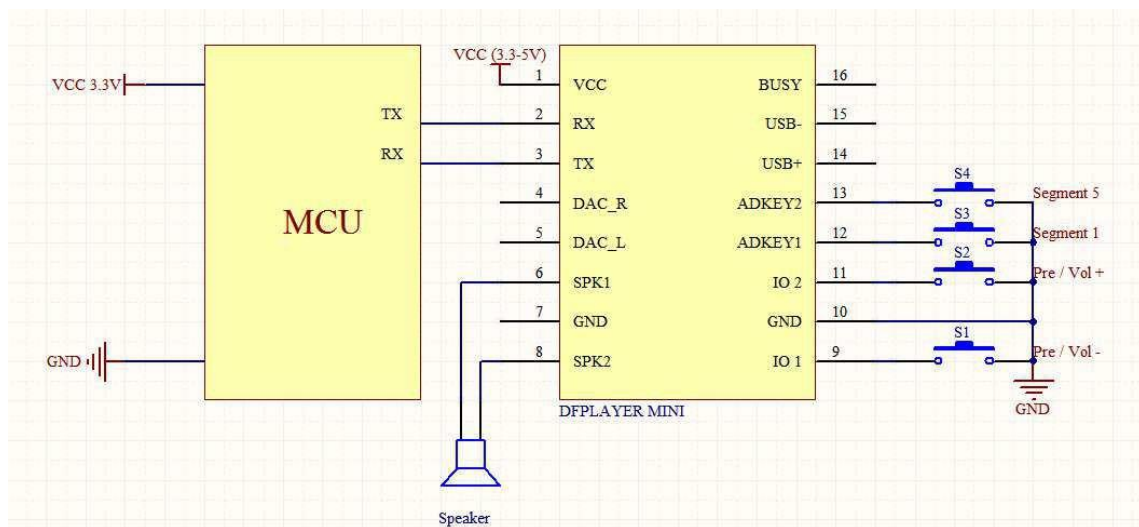 VCC 3.3V
GND
MCU
TX
RX
VCC (3.3-5V)
1 VCC
2 RX
3 TX
4 DAC_R
5 DAC_L
6 SPK1
7 GND
8 SPK2
BUSY 16
USB- 15
USB+ 14
ADKEY2 13
ADKEY1 12
IO 2 11
GND 10
IO 1 9
DFPLAYER MINI
Speaker
S4
Segment 5
S3
Segment 1
S2
Pre / Vol +
S1
Pre / Vol -
GND